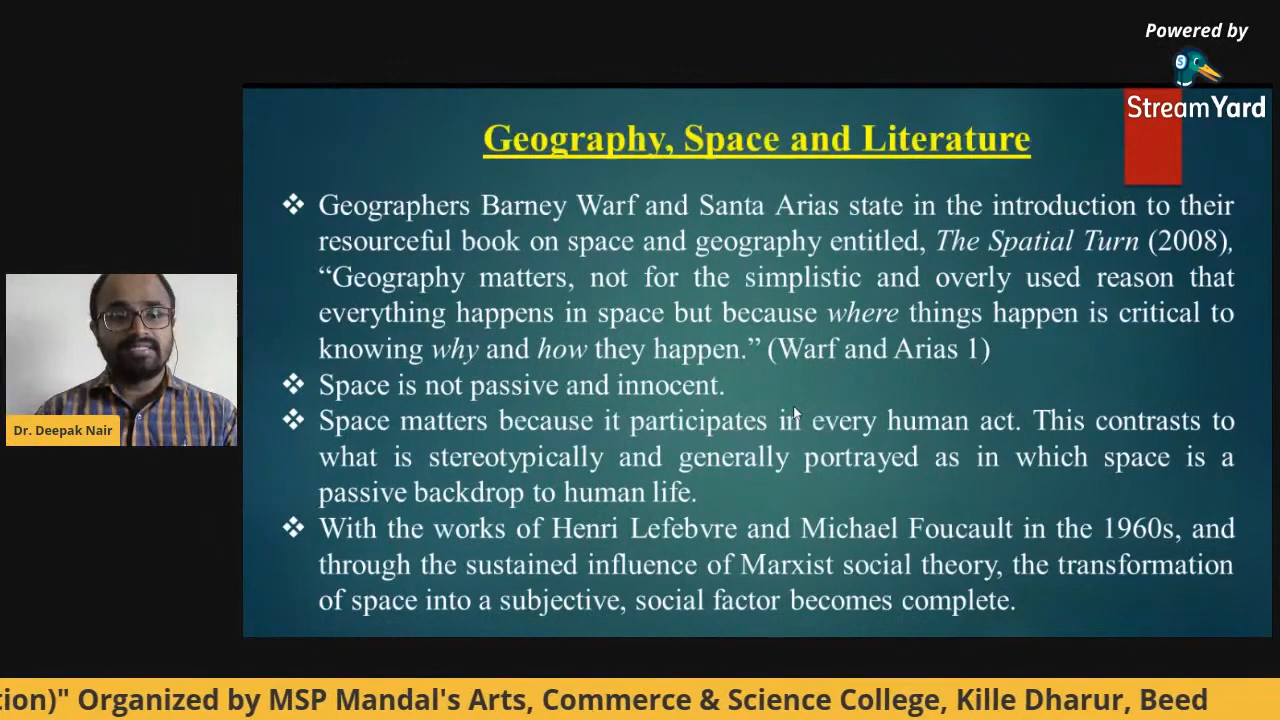 Powered by
StreamYard
Geography, Space and Literature
❖ Geographers Barney Warf and Santa Arias state in the introduction to their
resourceful book on space and geography entitled, The Spatial Turn (2008),
“Geography matters, not for the simplistic and overly used reason that
everything happens in space but because where things happen is critical to
knowing why and how they happen.” (Warf and Arias 1)
❖ Space is not passive and innocent.
❖ Space matters because it participates in every human act. This contrasts to
what is stereotypically and generally portrayed as in which space is a
passive backdrop to human life.
❖ With the works of Henri Lefebvre and Michael Foucault in the 1960s, and
through the sustained influence of Marxist social theory, the transformation
of space into a subjective, social factor becomes complete.
Dr. Deepak Nair
tion)" Organized by MSP Mandal's Arts, Commerce & Science College, Kille Dharur, Beed